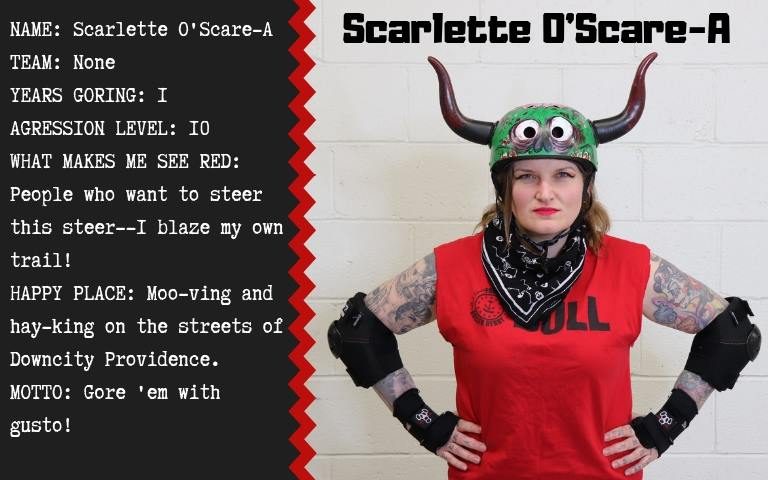 NAME: Scarlette O'Scare-A
TEAM: None
YEARS GORING: 1
AGRESSION LEVEL: 10
WHAT MAKES ME SEE RED:
People who want to steer
this steer--I blaze my own
trail!
HAPPY PLACE: Moo-ving and
hay-king on the streets of
Downcity Providence.
MOTTO: Gore 'em with
gusto!
Scarlette O'Scare-A